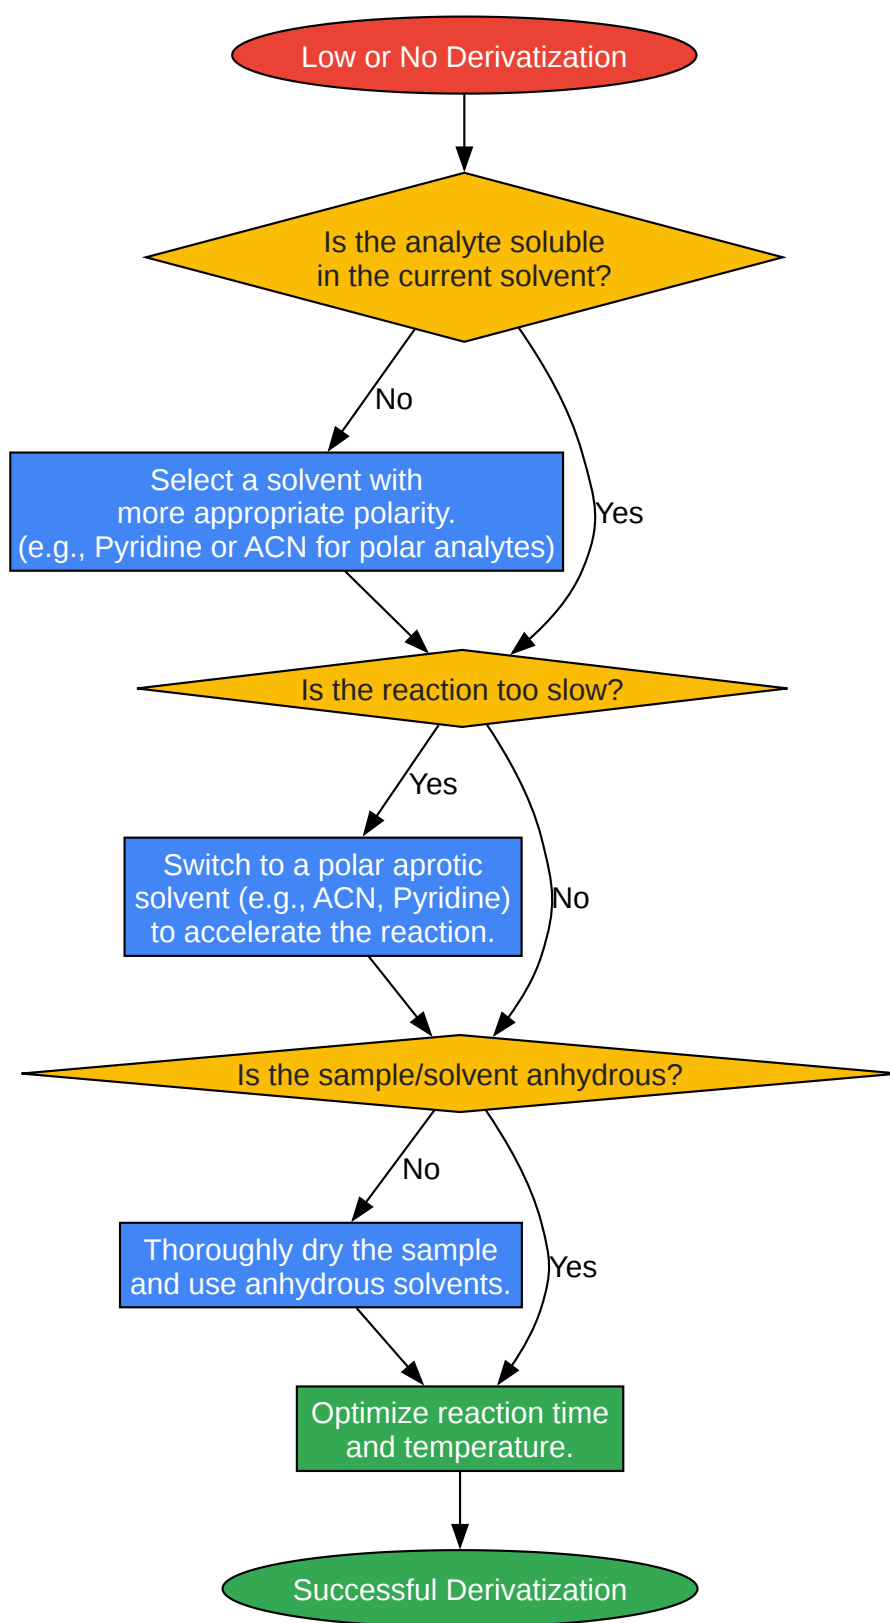 Low or No Derivatization
Is the analyte soluble
in the current solvent?
No
Select a solvent with
more appropriate polarity.
(e.g., Pyridine or ACN for polar analytes)
Yes
Is the reaction too slow?
Yes
Switch to a polar aprotic
solvent (e.g., ACN, Pyridine)
to accelerate the reaction.
No
Is the sample/solvent anhydrous?
No
Thoroughly dry the sample
and use anhydrous solvents.
Yes
Optimize reaction time
and temperature.
Successful Derivatization